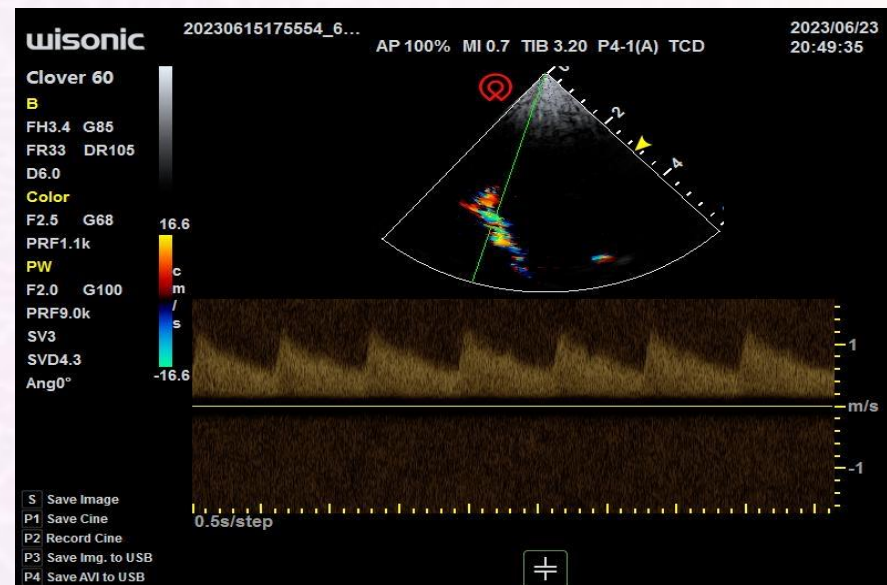 wisonic
20230615175554_6...
AP 100% MI 0.7 TIB 3.20 P4-1(A) TCD
2023/06/23
20:49:35
Clover 60
B
FH3.4 G85
FR33 DR105
D6.0
Color
F2.5 G68
PRF1.1k
PW
F2.0 G100
PRF9.0k
SV3
SVD4.3
Ang0°
16.6
c
m
/
s
-16.6
0
2
4
1
m/s
-1
0.5s/step
S Save Image
P1 Save Cine
P2 Record Cine
P3 Save Img. to USB
P4 Save AVI to USB